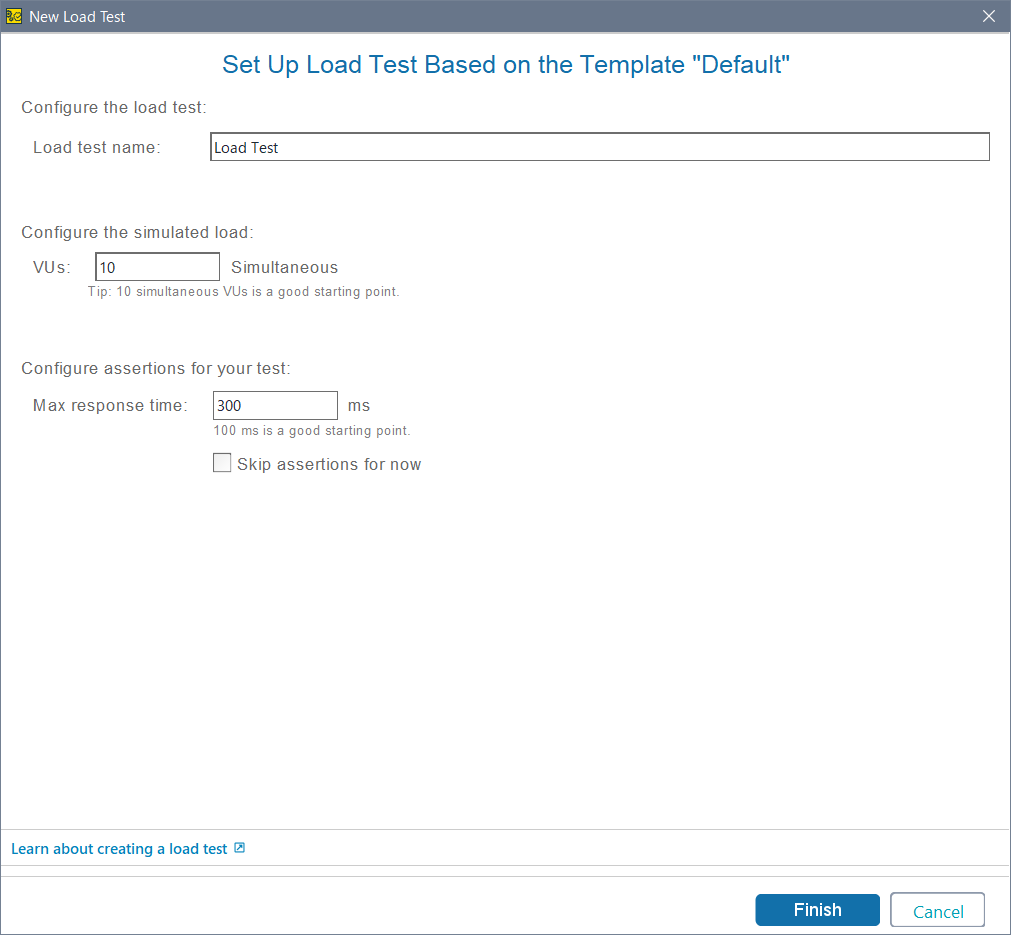 New Load Test
Set Up Load Test Based on the Template "Default"
Configure the load test:
Load test name: Load Test
Configure the simulated load:
VUs: 10 Simultaneous
Tip: 10 simultaneous VUs is a good starting point.
Configure assertions for your test:
Max response time: 300 ms
100 ms is a good starting point.
Skip assertions for now
Learn about creating a load test
Finish Cancel